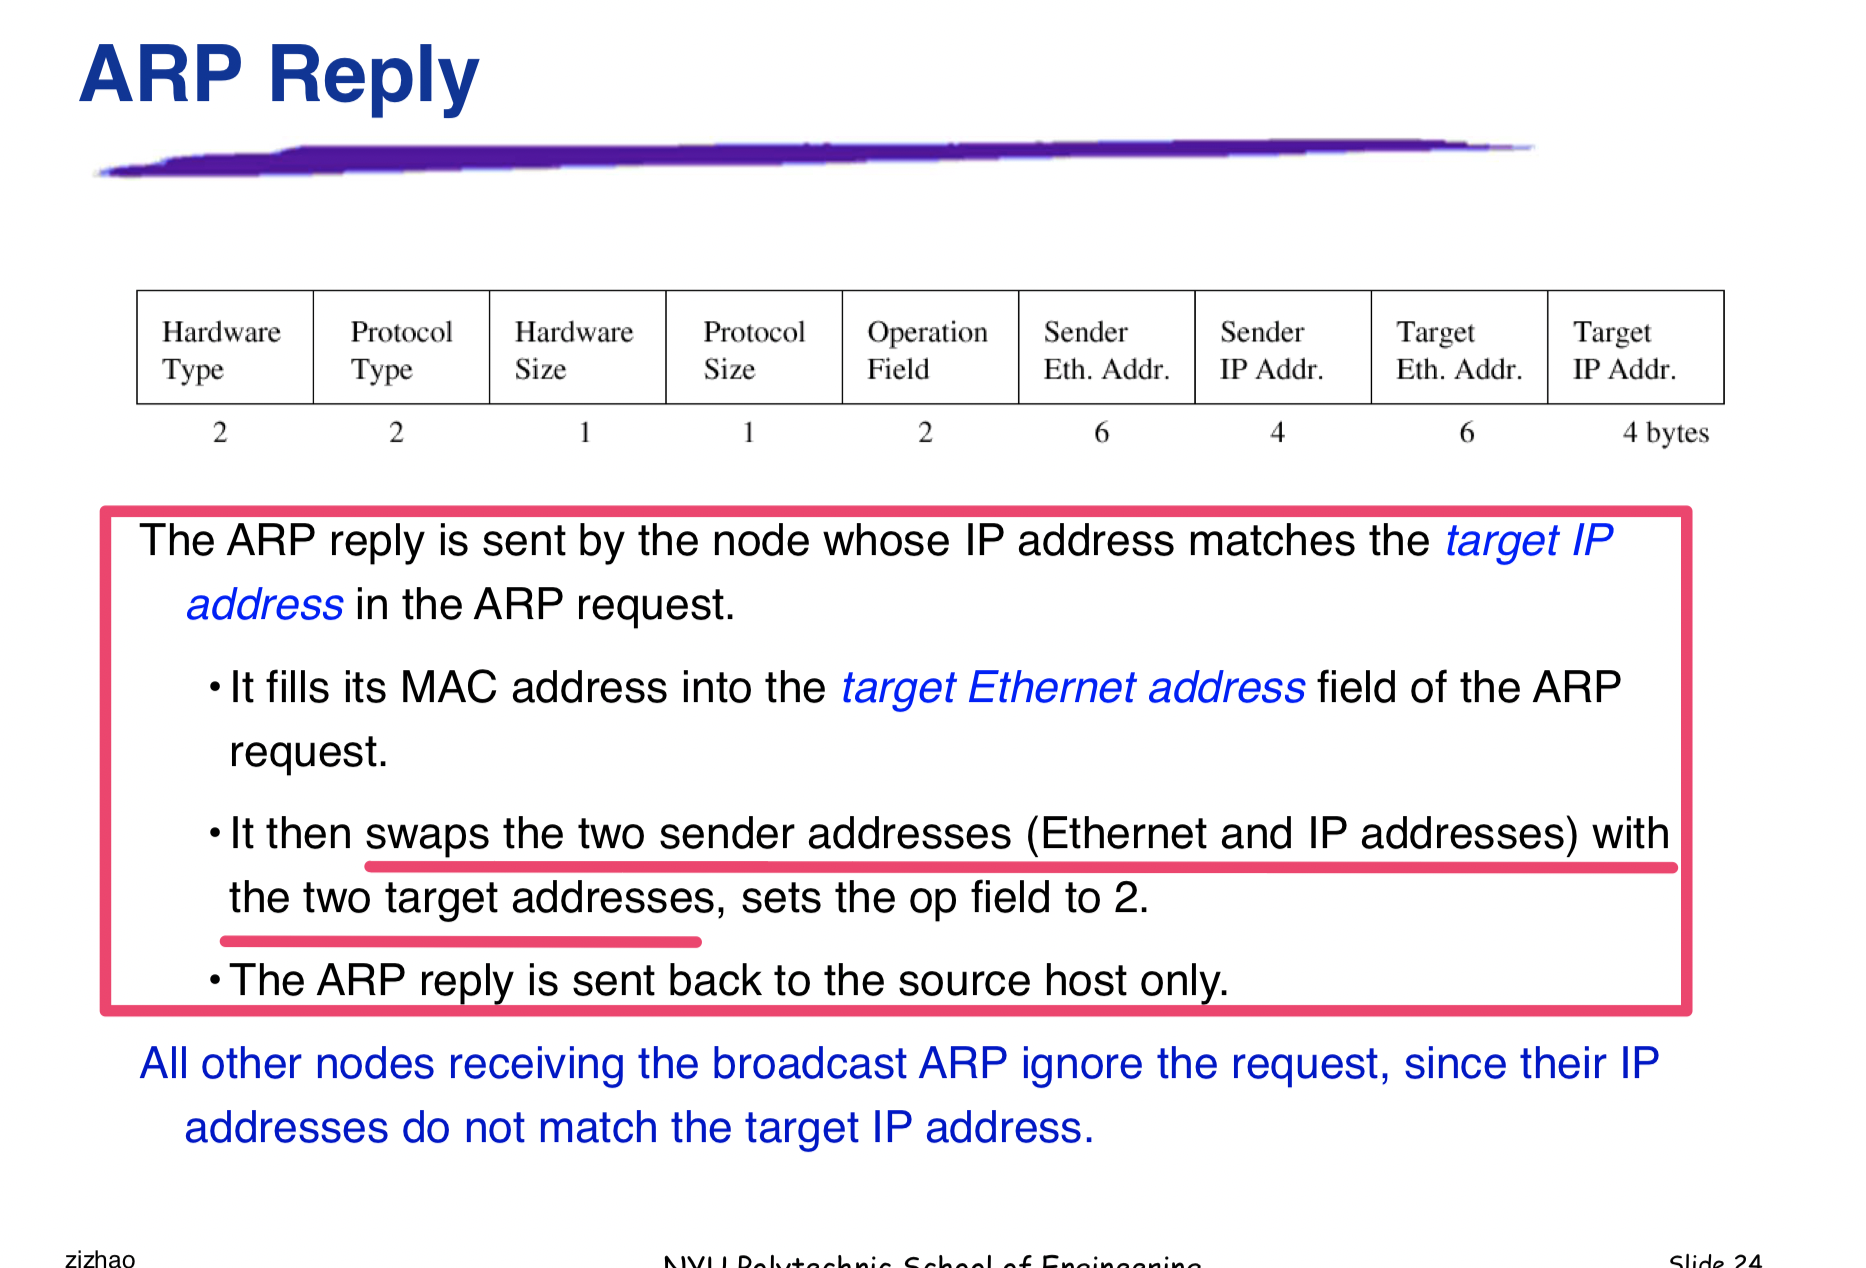 ARP Reply
Hardware Type
Protocol Type
Hardware Size
Protocol Size
Operation Field
Sender Eth. Addr.
Sender IP Addr.
Target Eth. Addr.
Target IP Addr.
2 2 1 1 2 6 4 6 4 bytes
The ARP reply is sent by the node whose IP address matches the target IP
address in the ARP request.
• It fills its MAC address into the target Ethernet address field of the ARP
request.
• It then swaps the two sender addresses (Ethernet and IP addresses) with
the two target addresses, sets the op field to 2.
• The ARP reply is sent back to the source host only.
All other nodes receiving the broadcast ARP ignore the request, since their IP
addresses do not match the target IP address.
zizhao
NYU Polytechnic School of Engineering
Slide 24